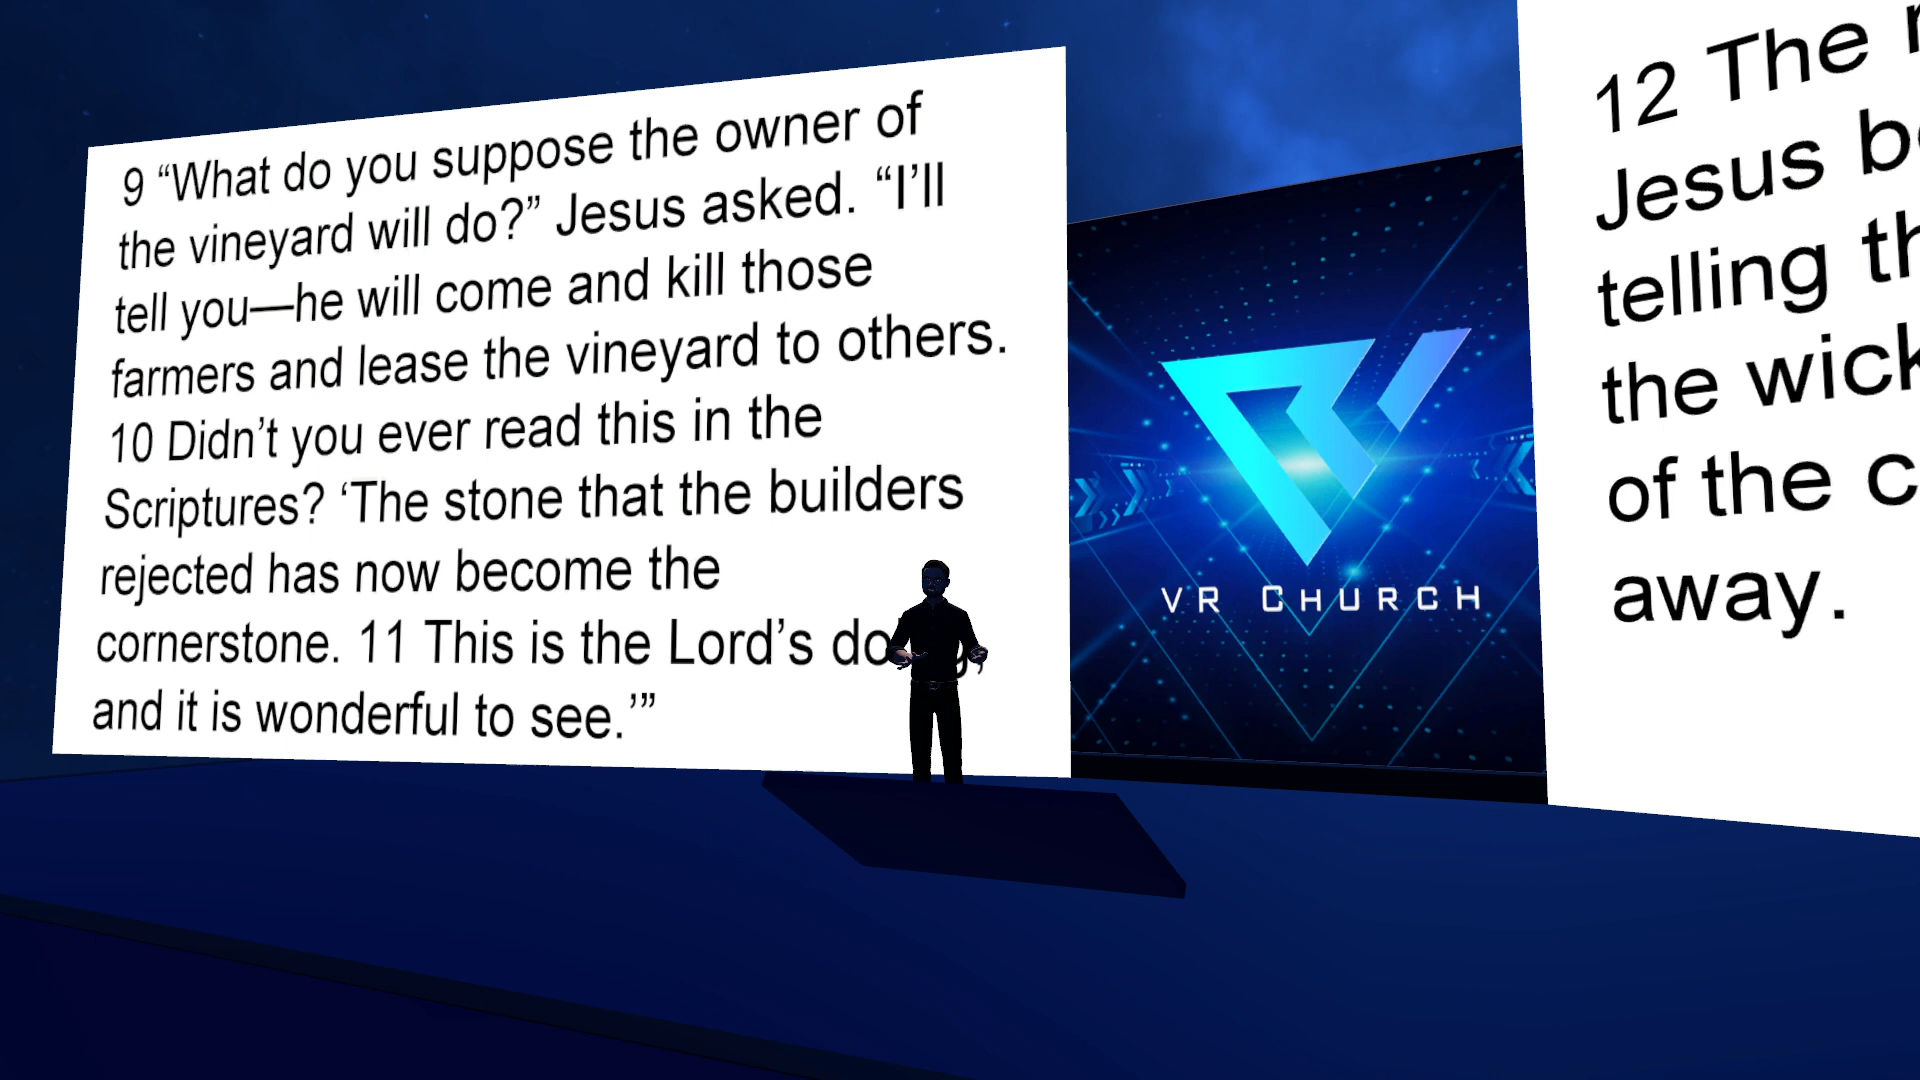 9 “What do you suppose the owner of
the vineyard will do?” Jesus asked. “I’ll
tell you—he will come and kill those
farmers and lease the vineyard to others.
10 Didn’t you ever read this in the
Scriptures? ‘The stone that the builders
rejected has now become the
cornerstone. 11 This is the Lord’s
and it is wonderful to see.’”
VR CHURCH
12 The
Jesus
telling
the
of the
away.